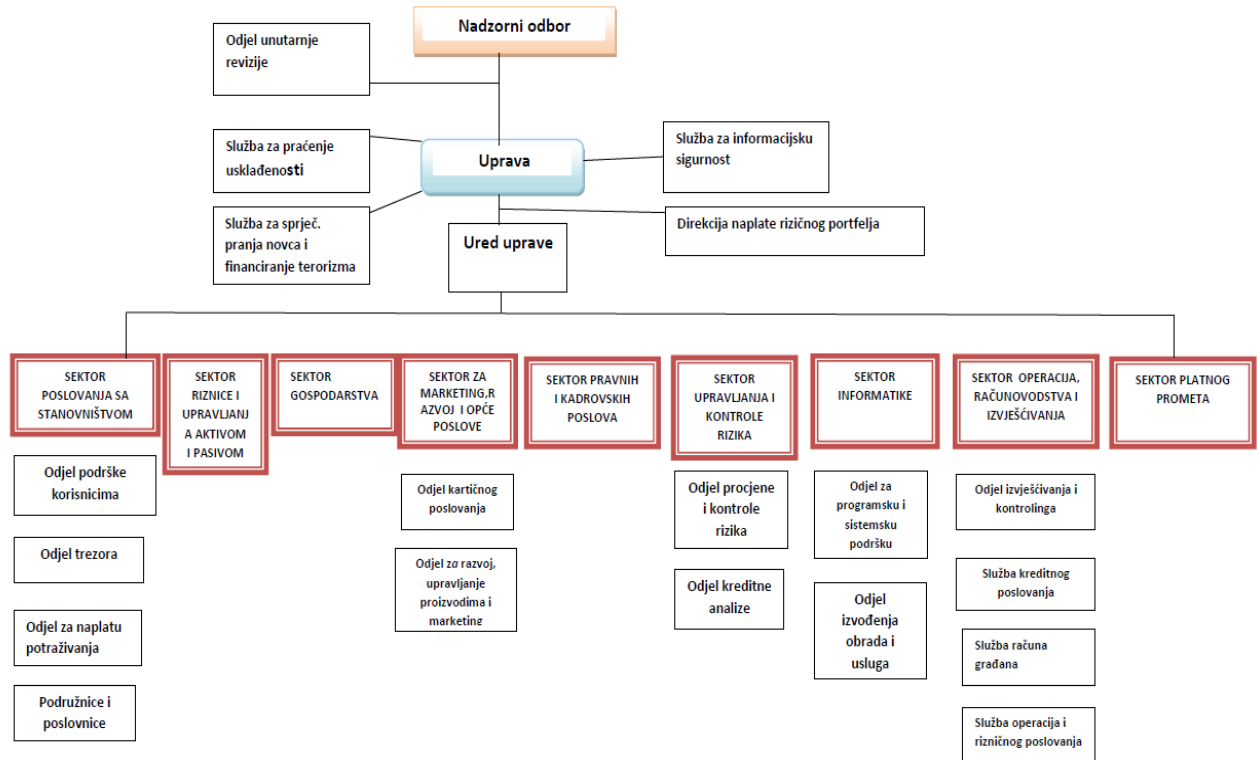 Nadzorni odbor
Odjel unutarnje
revizije
Služba za praćenje
usklađenosti
Uprava
Služba za informacijsku
sigurnost
Služba za sprječ.
pranja novca i
financiranje terorizma
Ured uprave
Direkcija naplate rizičnog portfelja
SEKTOR
POSLOVANJA SA
STANOVNIŠTVOM
SEKTOR
RIZNICE I
UPRAVLJANJ
A AKTIVOM
I PASIVOM
SEKTOR
GOSPODARSTVA
SEKTOR ZA
MARKETING,R
AZVOJ I OPĆE
POSLOVE
SEKTOR PRAVNIH
I KADROVSKIH
POSLOVA
SEKTOR
UPRAVLJANJA I
KONTROLE
RIZIKA
SEKTOR
INFORMATIKE
SEKTOR OPERACIJA,
RAČUNOVODSTVA I
IZVJEŠĆIVANJA
SEKTOR PLATNOG
PROMETA
Odjel podrške
korisnicima
Odjel trezora
Odjel za naplatu
potraživanja
Podružnice i
poslovnice
Odjel kartičnog
poslovanja
Odjel za razvoj,
upravljanje
proizvodima i
marketing
Odjel procjene
i kontrole
rizika
Odjel kreditne
analize
Odjel za
programsku i
sistemsku
podršku
Odjel
izvođenja
obrada i
usluga
Odjel izvješćivanja i
kontrolinga
Služba kreditnog
poslovanja
Služba računa
građana
Služba operacija i
rizničnog poslovanja